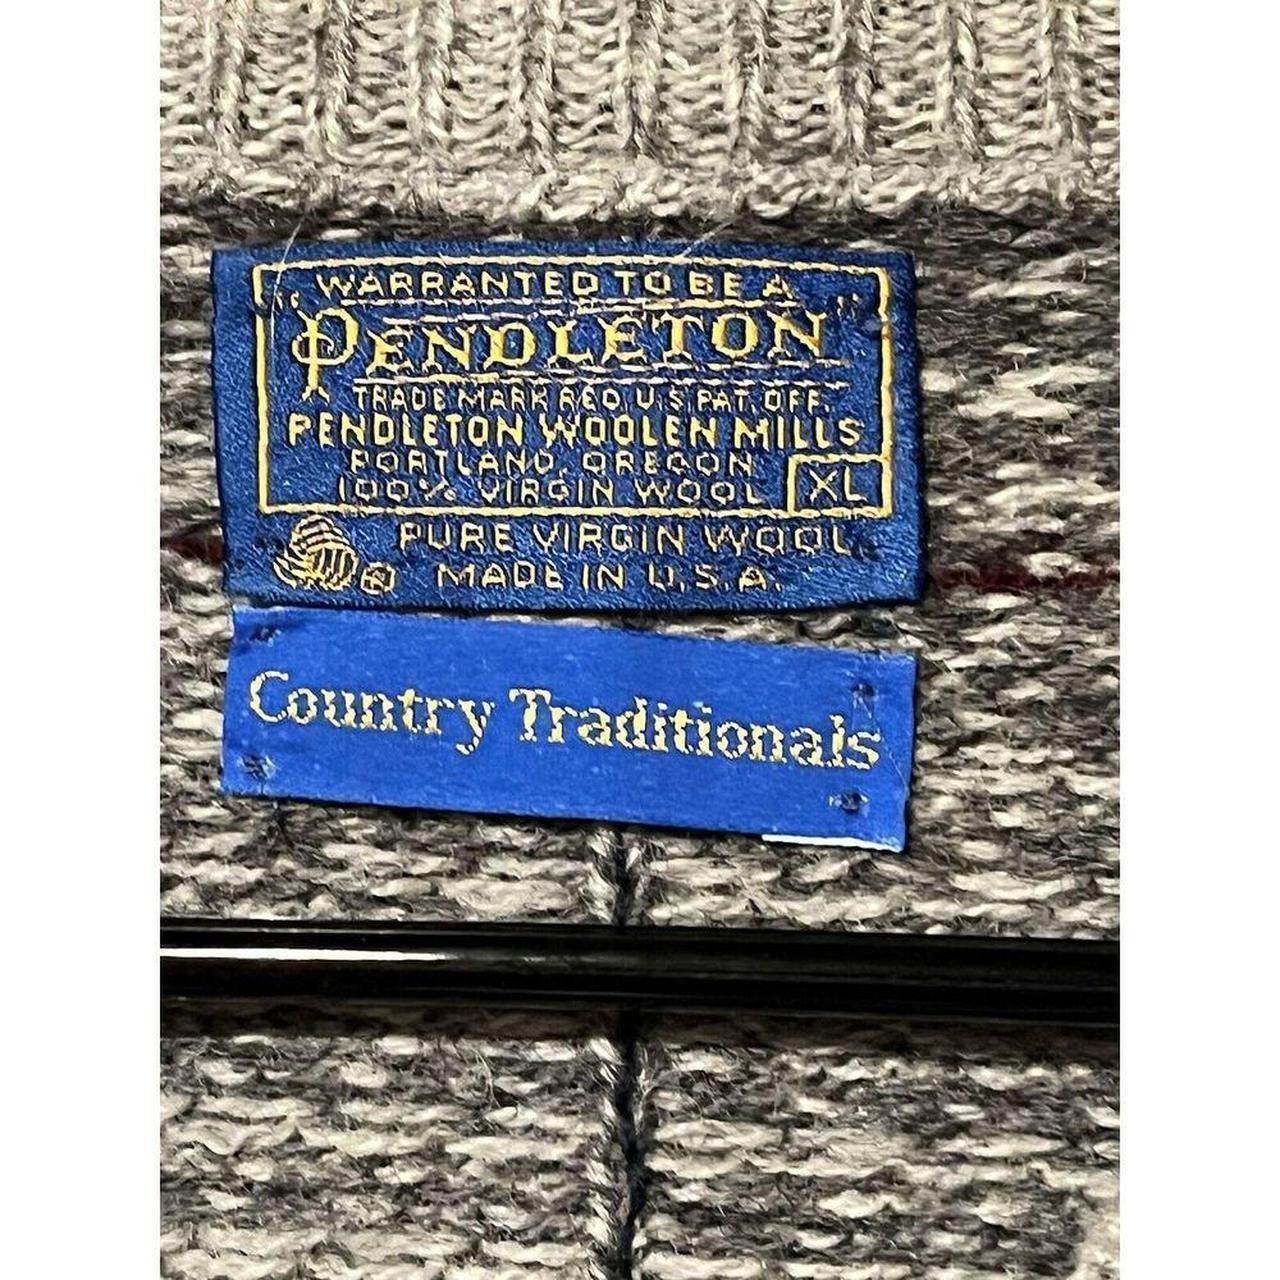 WARRANTED TO BE A
"PENDLETON"
TRADE MARK REG. U.S. PAT. OFF.
PENDLETON WOOLEN MILLS
PORTLAND, OREGON
100% VIRGIN WOOL XL
PURE VIRGIN WOOL
® MADE IN U.S.A.
Country Traditionals